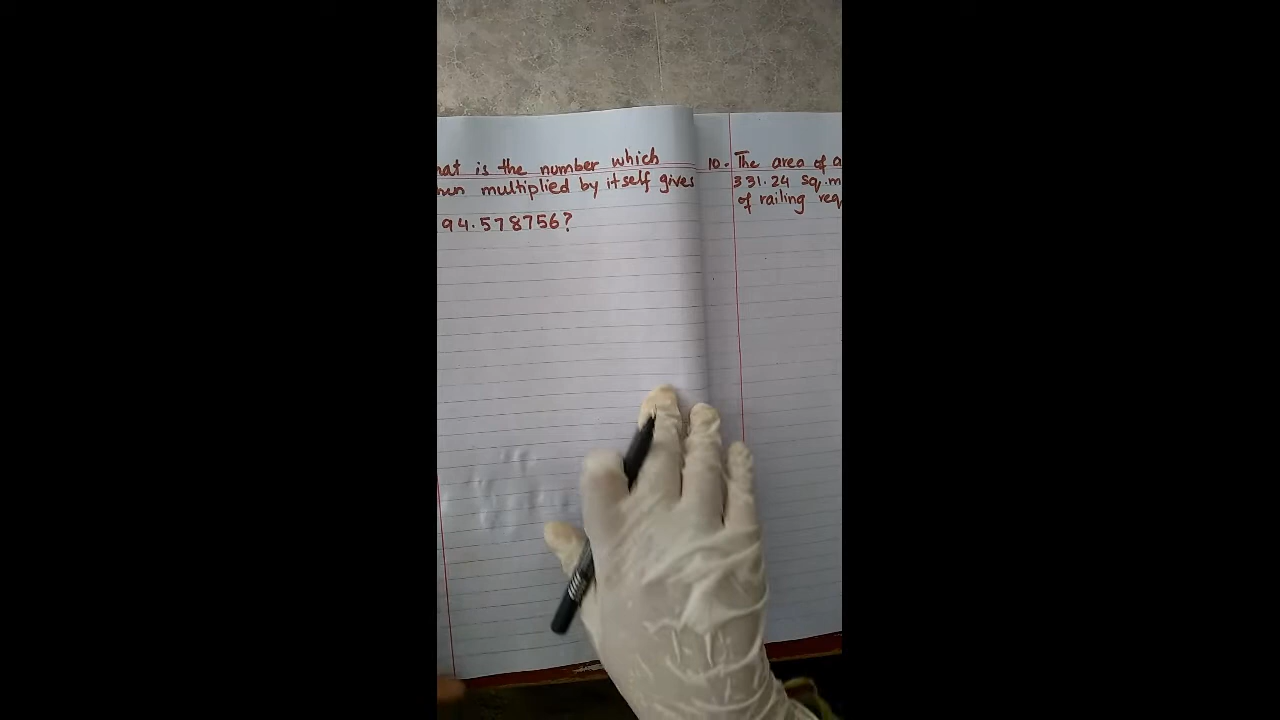 hat is the number which
hen multiplied by itself gives
94.578756?
10. The area of a
331.24 sq.m
of railing req